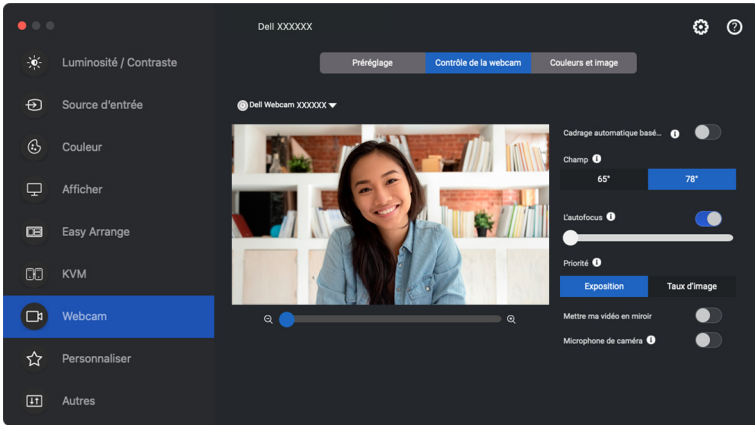 Dell XXXXXX
Luminosité / Contraste
Source d'entrée
Couleur
Afficher
Easy Arrange
KVM
Webcam
Personnaliser
Autres
Préréglage
Contrôle de la webcam
Couleurs et image
Dell Webcam XXXXXX
Cadrage automatique basé...
Champ
65°
78°
L'autofocus
Priorité
Exposition
Taux d'image
Mettre ma vidéo en miroir
Microphone de caméra